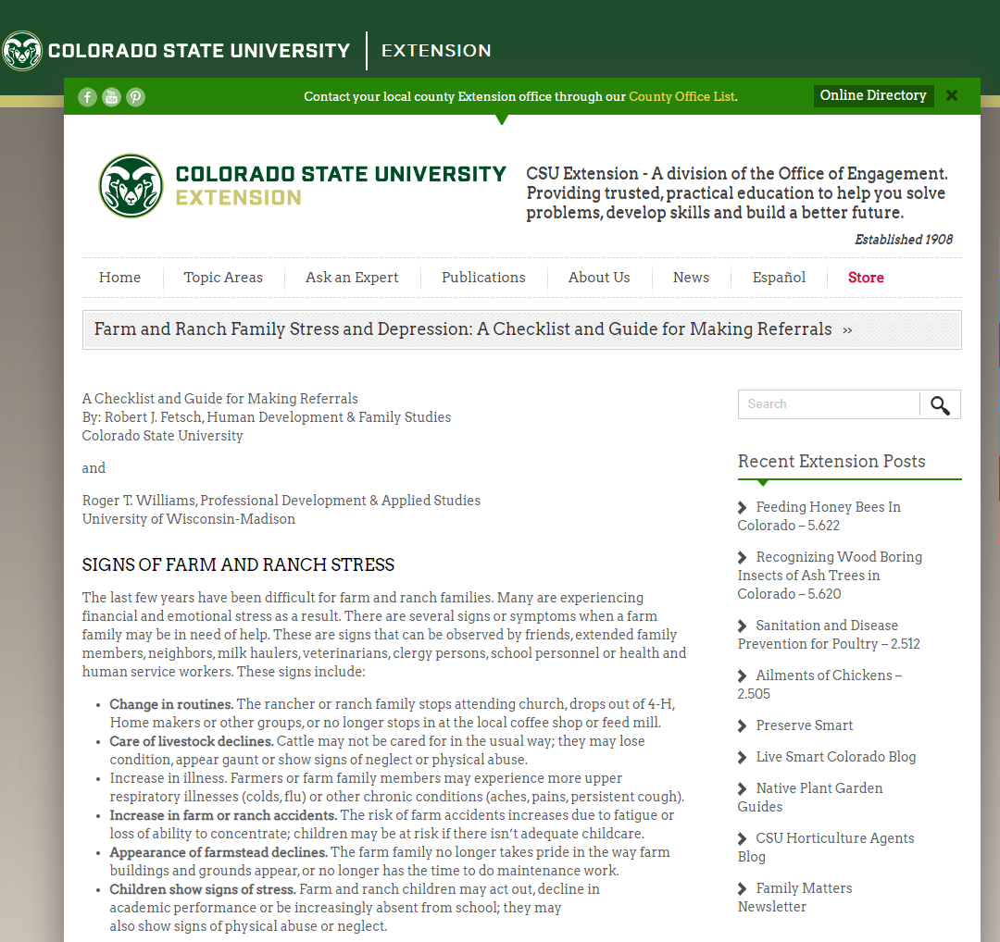 COLORADO STATE UNIVERSITY EXTENSION
Contact your local county Extension office through our County Office List.
Online Directory
COLORADO STATE UNIVERSITY
EXTENSION
CSU Extension - A division of the Office of Engagement.
Providing trusted, practical education to help you solve
problems, develop skills and build a better future.
Established 1908
Home Topic Areas Ask an Expert Publications About Us News Español Store
Farm and Ranch Family Stress and Depression: A Checklist and Guide for Making Referrals »
A Checklist and Guide for Making Referrals
By: Robert J. Fetsch, Human Development & Family Studies
Colorado State University
and
Roger T. Williams, Professional Development & Applied Studies
University of Wisconsin-Madison
SIGNS OF FARM AND RANCH STRESS
The last few years have been difficult for farm and ranch families. Many are experiencing
financial and emotional stress as a result. There are several signs or symptoms when a farm
family may be in need of help. These are signs that can be observed by friends, extended family
members, neighbors, milk haulers, veterinarians, clergy persons, school personnel or health and
human service workers. These signs include:
• Change in routines. The rancher or ranch family stops attending church, drops out of 4-H,
Home makers or other groups, or no longer stops in at the local coffee shop or feed mill.
• Care of livestock declines. Cattle may not be cared for in the usual way; they may lose
condition, appear gaunt or show signs of neglect or physical abuse.
• Increase in illness. Farmers or farm family members may experience more upper
respiratory illnesses (colds, flu) or other chronic conditions (aches, pains, persistent cough).
• Increase in farm or ranch accidents. The risk of farm accidents increases due to fatigue or
loss of ability to concentrate; children may be at risk if there isn't adequate childcare.
• Appearance of farmstead declines. The farm family no longer takes pride in the way farm
buildings and grounds appear, or no longer has the time to do maintenance work.
• Children show signs of stress. Farm and ranch children may act out, decline in
academic performance or be increasingly absent from school; they may
also show signs of physical abuse or neglect.
Search
Recent Extension Posts
Feeding Honey Bees In
Colorado – 5.622
Recognizing Wood Boring
Insects of Ash Trees in
Colorado – 5.620
Sanitation and Disease
Prevention for Poultry – 2.512
Ailments of Chickens –
2.505
Preserve Smart
Live Smart Colorado Blog
Native Plant Garden
Guides
CSU Horticulture Agents
Blog
Family Matters
Newsletter